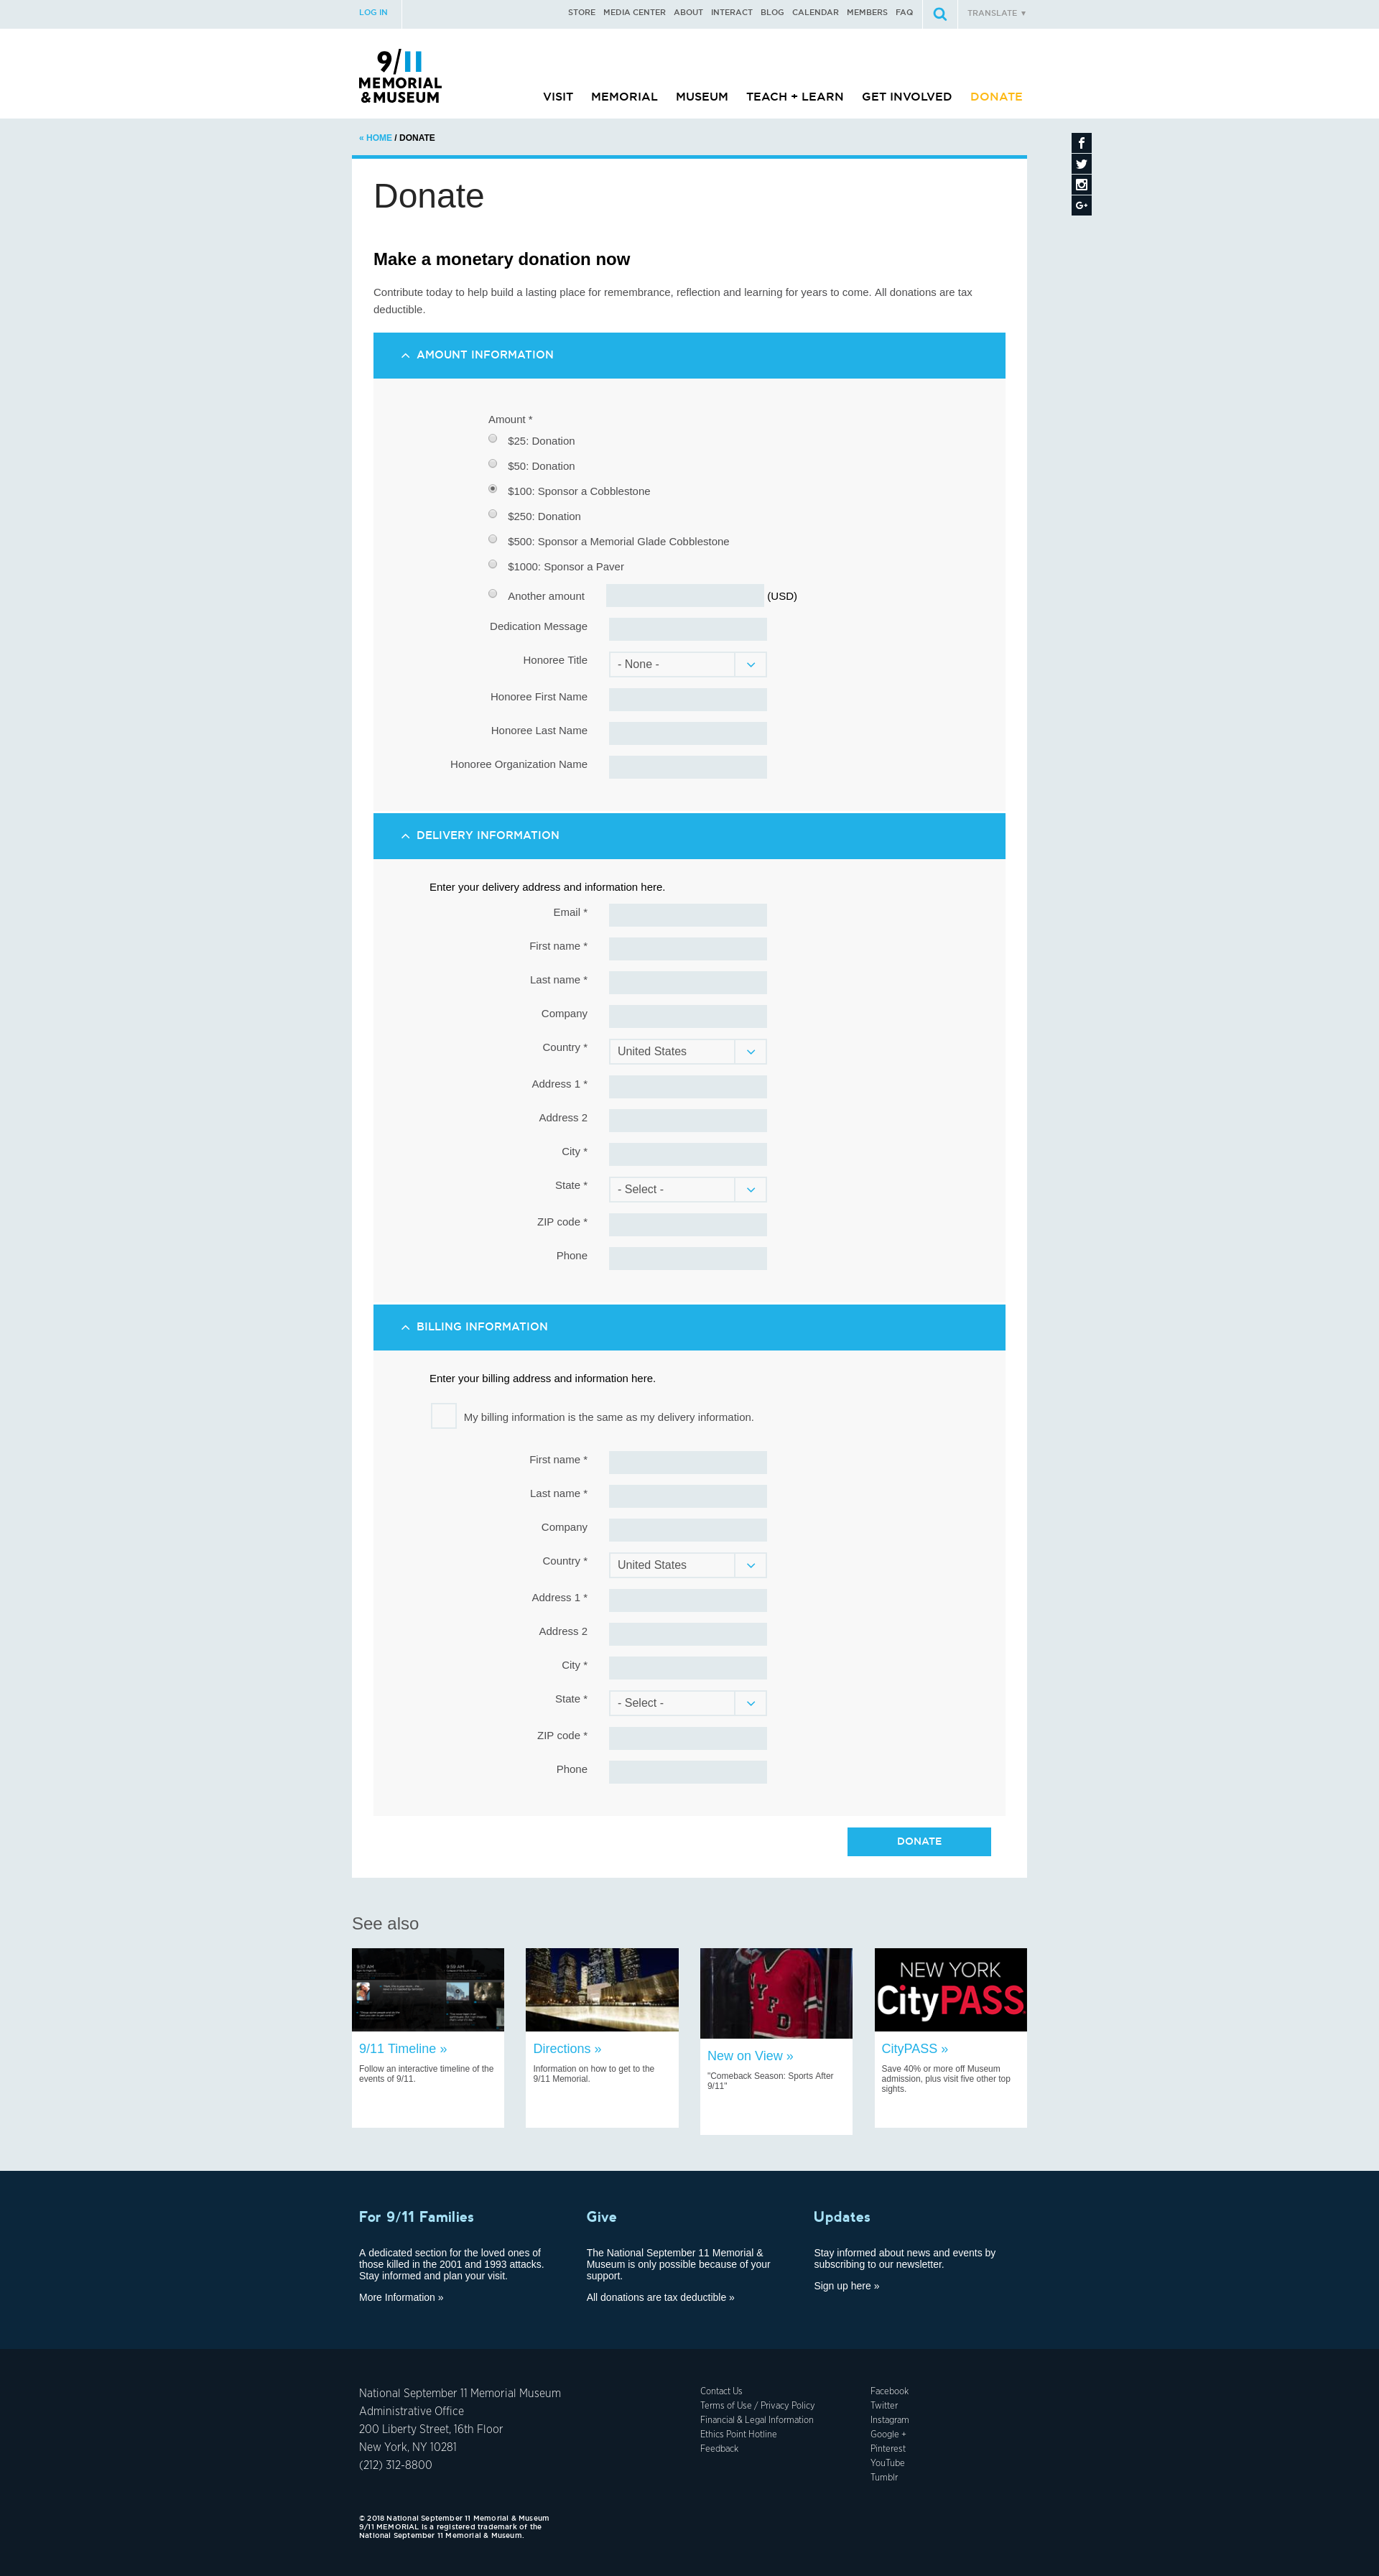 LOG IN
STORE MEDIA CENTER ABOUT INTERACT BLOG CALENDAR MEMBERS FAQ
TRANSLATE ▼
9/11
MEMORIAL
&MUSEUM
VISIT MEMORIAL MUSEUM TEACH + LEARN GET INVOLVED DONATE
« HOME / DONATE
Donate
Make a monetary donation now
Contribute today to help build a lasting place for remembrance, reflection and learning for years to come. All donations are tax
deductible.
AMOUNT INFORMATION
Amount *
$25: Donation
$50: Donation
$100: Sponsor a Cobblestone
$250: Donation
$500: Sponsor a Memorial Glade Cobblestone
$1000: Sponsor a Paver
Another amount (USD)
Dedication Message
Honoree Title - None -
Honoree First Name
Honoree Last Name
Honoree Organization Name
DELIVERY INFORMATION
Enter your delivery address and information here.
Email *
First name *
Last name *
Company
Country * United States
Address 1 *
Address 2
City *
State * - Select -
ZIP code *
Phone
BILLING INFORMATION
Enter your billing address and information here.
My billing information is the same as my delivery information.
First name *
Last name *
Company
Country * United States
Address 1 *
Address 2
City *
State * - Select -
ZIP code *
Phone
DONATE
See also
9:57 AM
9:59 AM
9/11 Timeline »
Follow an interactive timeline of the
events of 9/11.
Directions »
Information on how to get to the
9/11 Memorial.
NYFD
New on View »
"Comeback Season: Sports After
9/11"
NEW YORK
CityPASS
CityPASS »
Save 40% or more off Museum
admission, plus visit five other top
sights.
For 9/11 Families
A dedicated section for the loved ones of
those killed in the 2001 and 1993 attacks.
Stay informed and plan your visit.
More Information »
Give
The National September 11 Memorial &
Museum is only possible because of your
support.
All donations are tax deductible »
Updates
Stay informed about news and events by
subscribing to our newsletter.
Sign up here »
National September 11 Memorial Museum
Administrative Office
200 Liberty Street, 16th Floor
New York, NY 10281
(212) 312-8800
Contact Us
Terms of Use / Privacy Policy
Financial & Legal Information
Ethics Point Hotline
Feedback
Facebook
Twitter
Instagram
Google +
Pinterest
YouTube
Tumblr
© 2018 National September 11 Memorial & Museum
9/11 MEMORIAL is a registered trademark of the
National September 11 Memorial & Museum.